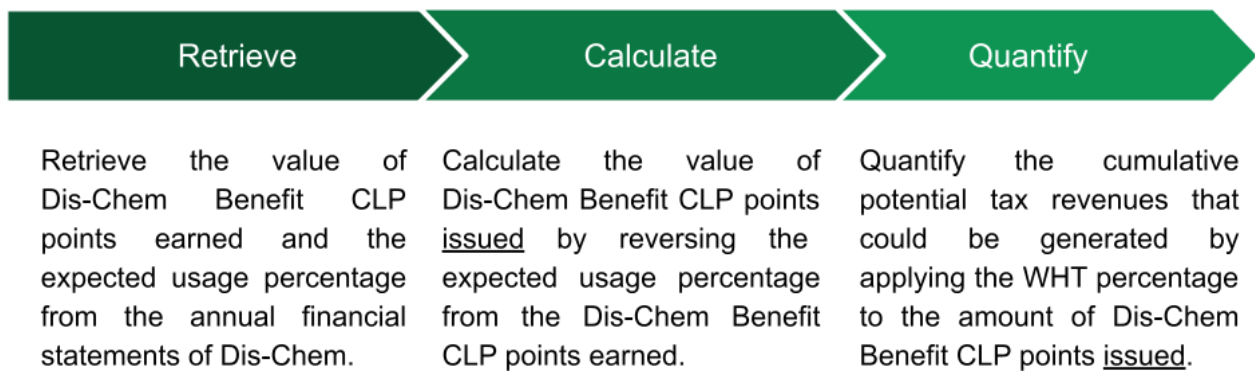 Retrieve
Calculate
Quantify
Retrieve the value of
Dis-Chem Benefit CLP
points earned and the
expected usage percentage
from the annual financial
statements of Dis-Chem.
Calculate the value of
Dis-Chem Benefit CLP points
issued by reversing the
expected usage percentage
from the Dis-Chem Benefit
CLP points earned.
Quantify the cumulative
potential tax revenues that
could be generated by
applying the WHT percentage
to the amount of Dis-Chem
Benefit CLP points issued.